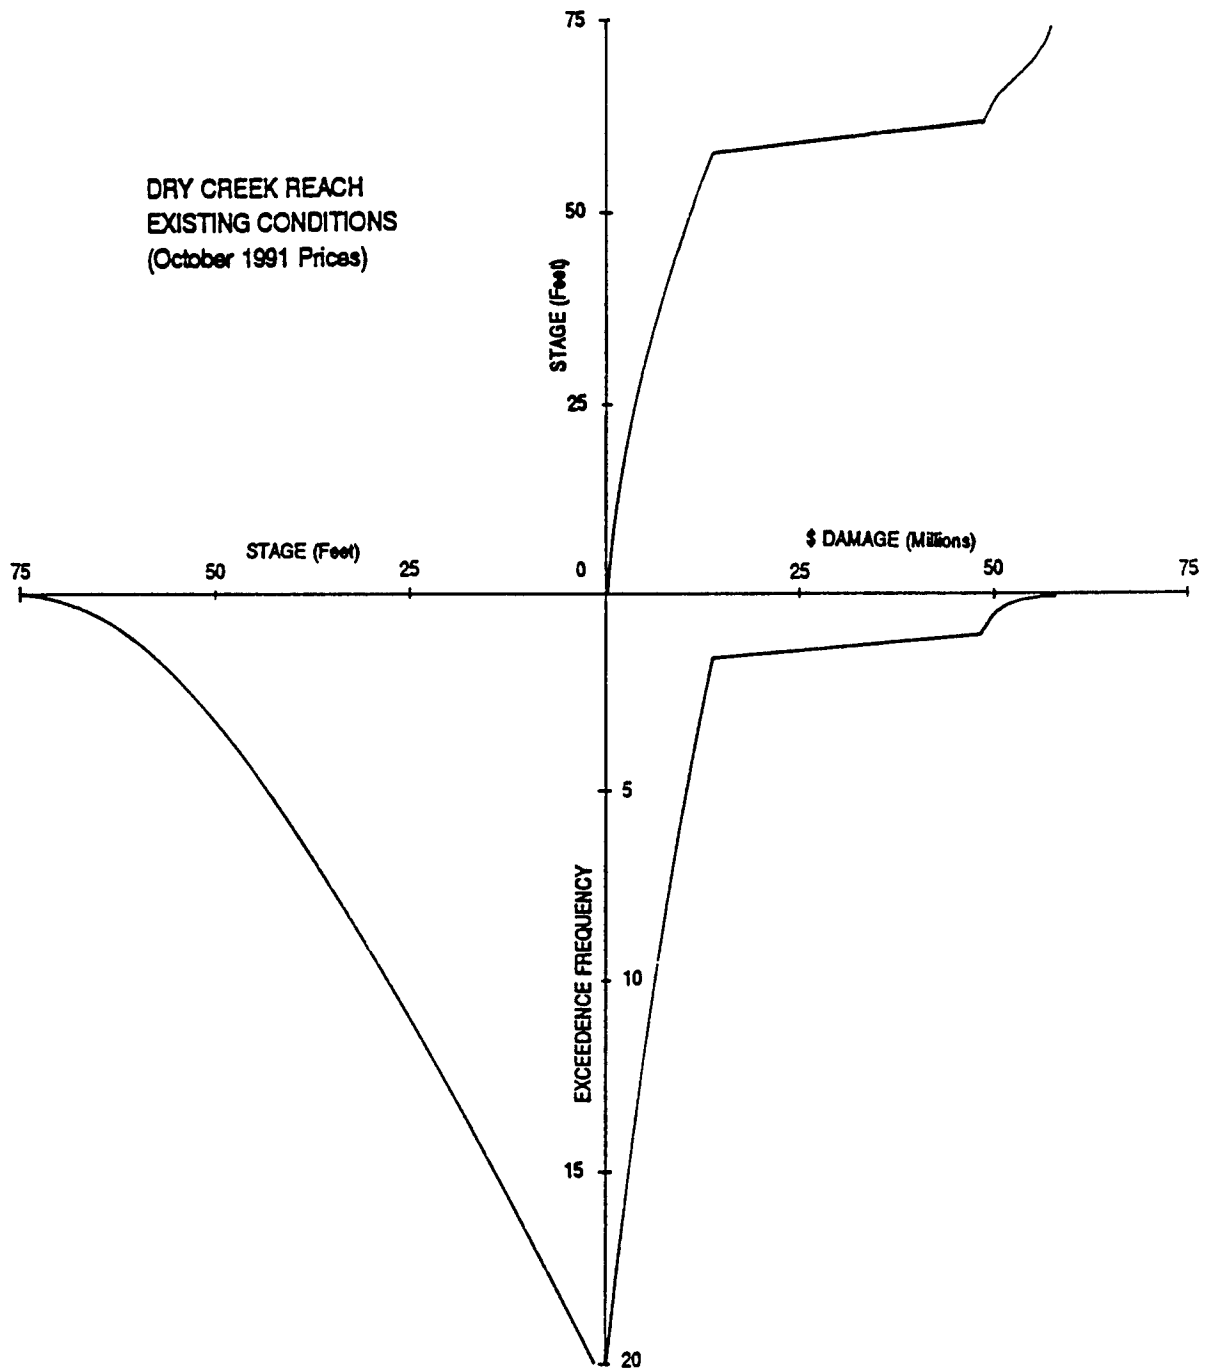 75
DRY CREEK REACH
EXISTING CONDITIONS
(October 1991 Prices)
50
STAGE (Feet)
25
STAGE (Feet)
$ DAMAGE (Millions)
75
50
25
0
25
50
75
5
EXCEEDENCE FREQUENCY
10
15
20